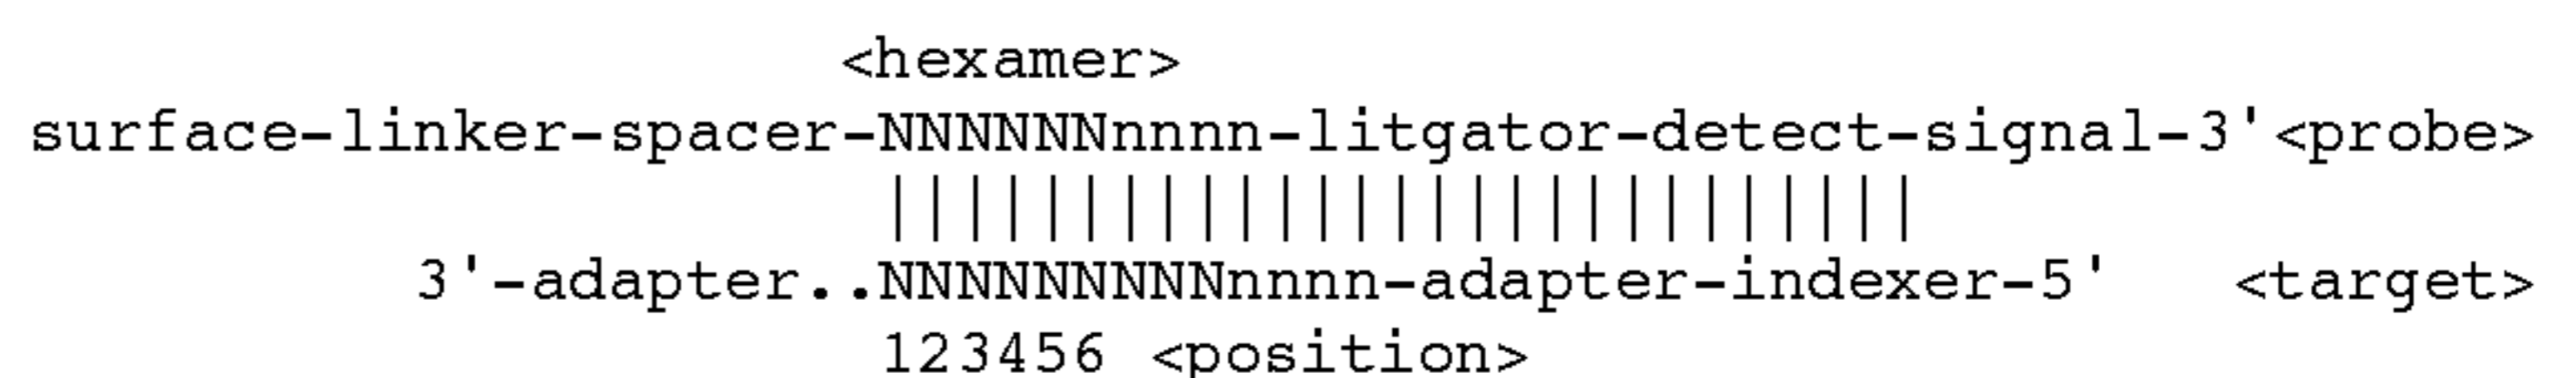 <hexamer>
surface-linker-spacer-NNNNNNnnnn-litgator-detect-signal-3'<probe>
|||||||||||||||||||||||||||
3'-adapter..NNNNNNNNNnnnn-adapter-indexer-5' <target>
123456 <position>